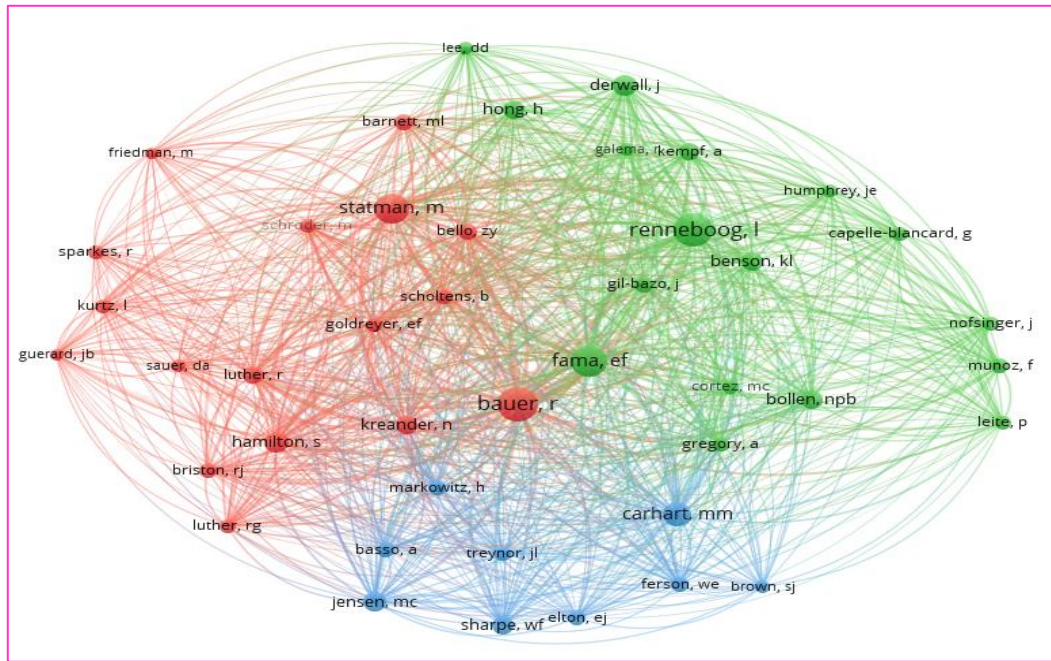 lee, dd
derwall, j
hong, h
barnett, ml
friedman, m
galema, r
kempf, a
humphrey, je
statman, m
schroder, m
bello, zy
renneboog, l
capelle-blancard, g
sparkes, r
benson, kl
gil-bazo, j
scholtens, b
kurtz, l
goldreyer, ef
nofsinger, j
guerard, jb
sauer, da
luther, r
fama, ef
munoz, f
cortez, mc
bollen, npb
bauer, r
leite, p
kreander, n
hamilton, s
gregory, a
briston, rj
markowitz, h
luther, rg
carhart, mm
basso, a
treynor, jl
ferson, we
brown, sj
jensen, mc
elton, ej
sharpe, wf